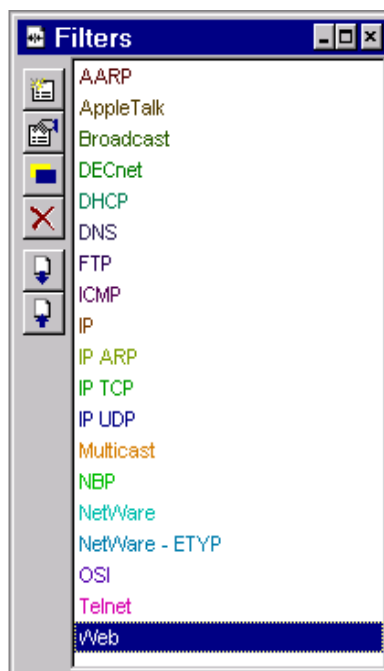 Filters
AARP
AppleTalk
Broadcast
DECnet
DHCP
DNS
FTP
ICMP
IP
IP ARP
IP TCP
IP UDP
Multicast
NBP
NetWare
NetWare - ETYP
OSI
Telnet
Web